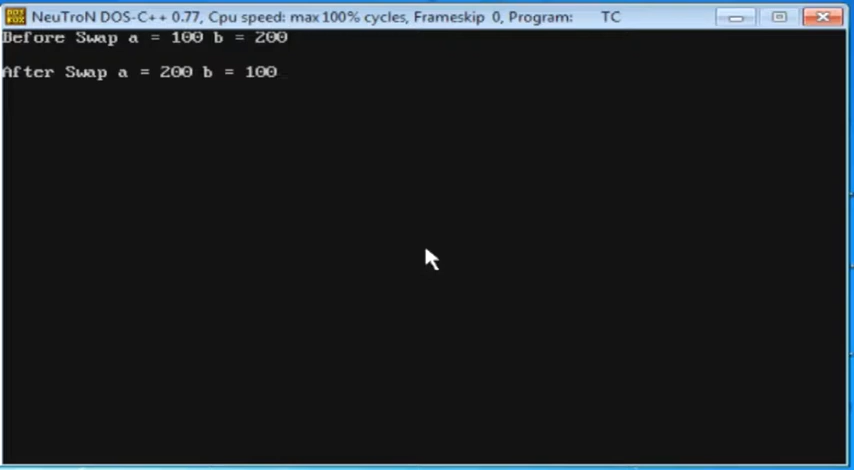 NeuTroN DOS-C++ 0.77, Cpu speed: max 100% cycles, Frameskip 0, Program: TC
Before Swap a = 100 b = 200
After Swap a = 200 b = 100